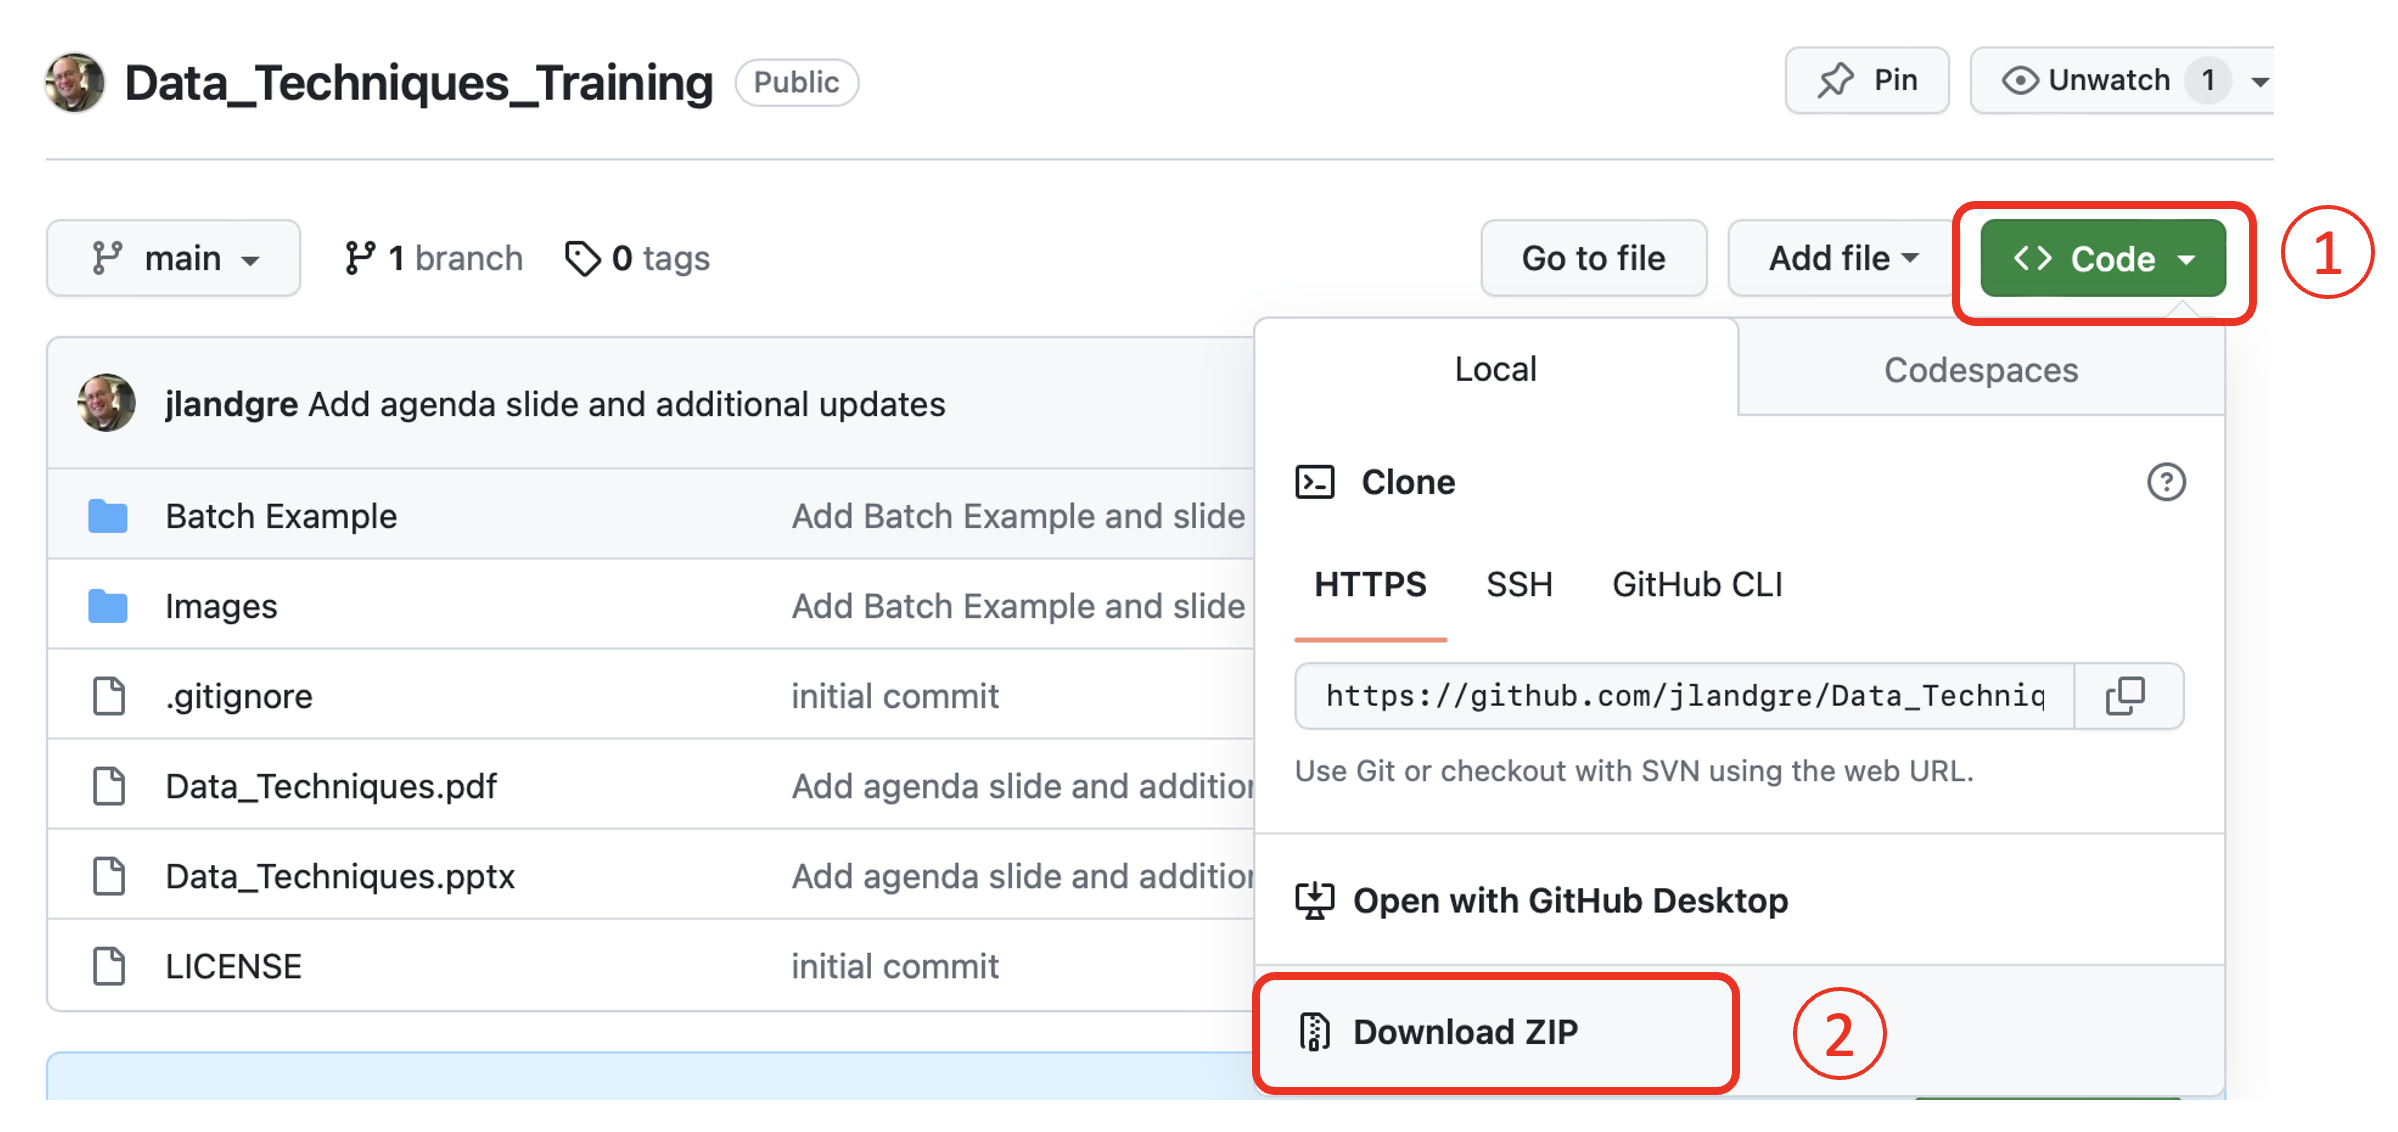 Data_Techniques_Training Public Pin Unwatch 1
main 1 branch 0 tags Go to file Add file <> Code 1
Local Codespaces
jlandgre Add agenda slide and additional updates
Clone
Batch Example Add Batch Example and slide
HTTPS SSH GitHub CLI
Images Add Batch Example and slide
.gitignore initial commit https://github.com/jlandgre/Data_Techniq
Use Git or checkout with SVN using the web URL.
Data_Techniques.pdf Add agenda slide and addition
Data_Techniques.pptx Add agenda slide and addition
Open with GitHub Desktop
LICENSE initial commit
Download ZIP 2